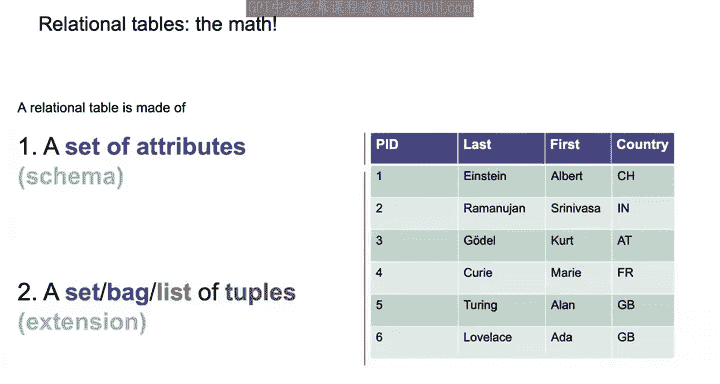 Relational tables: the math!
A relational table is made of
1. A set of attributes
(schema)
2. A set/bag/list of tuples
(extension)
PID Last First Country
1 Einstein Albert CH
2 Ramanujan Srinivasa IN
3 Gödel Kurt AT
4 Curie Marie FR
5 Turing Alan GB
6 Lovelace Ada GB